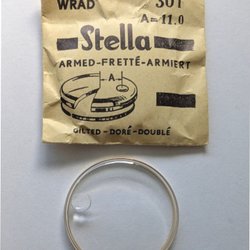 WRAD 301
A=11.0
Stella
ARMED-FRETTÉ-ARMIERT
A
GILTED-DORÉ-DOUBLÉ